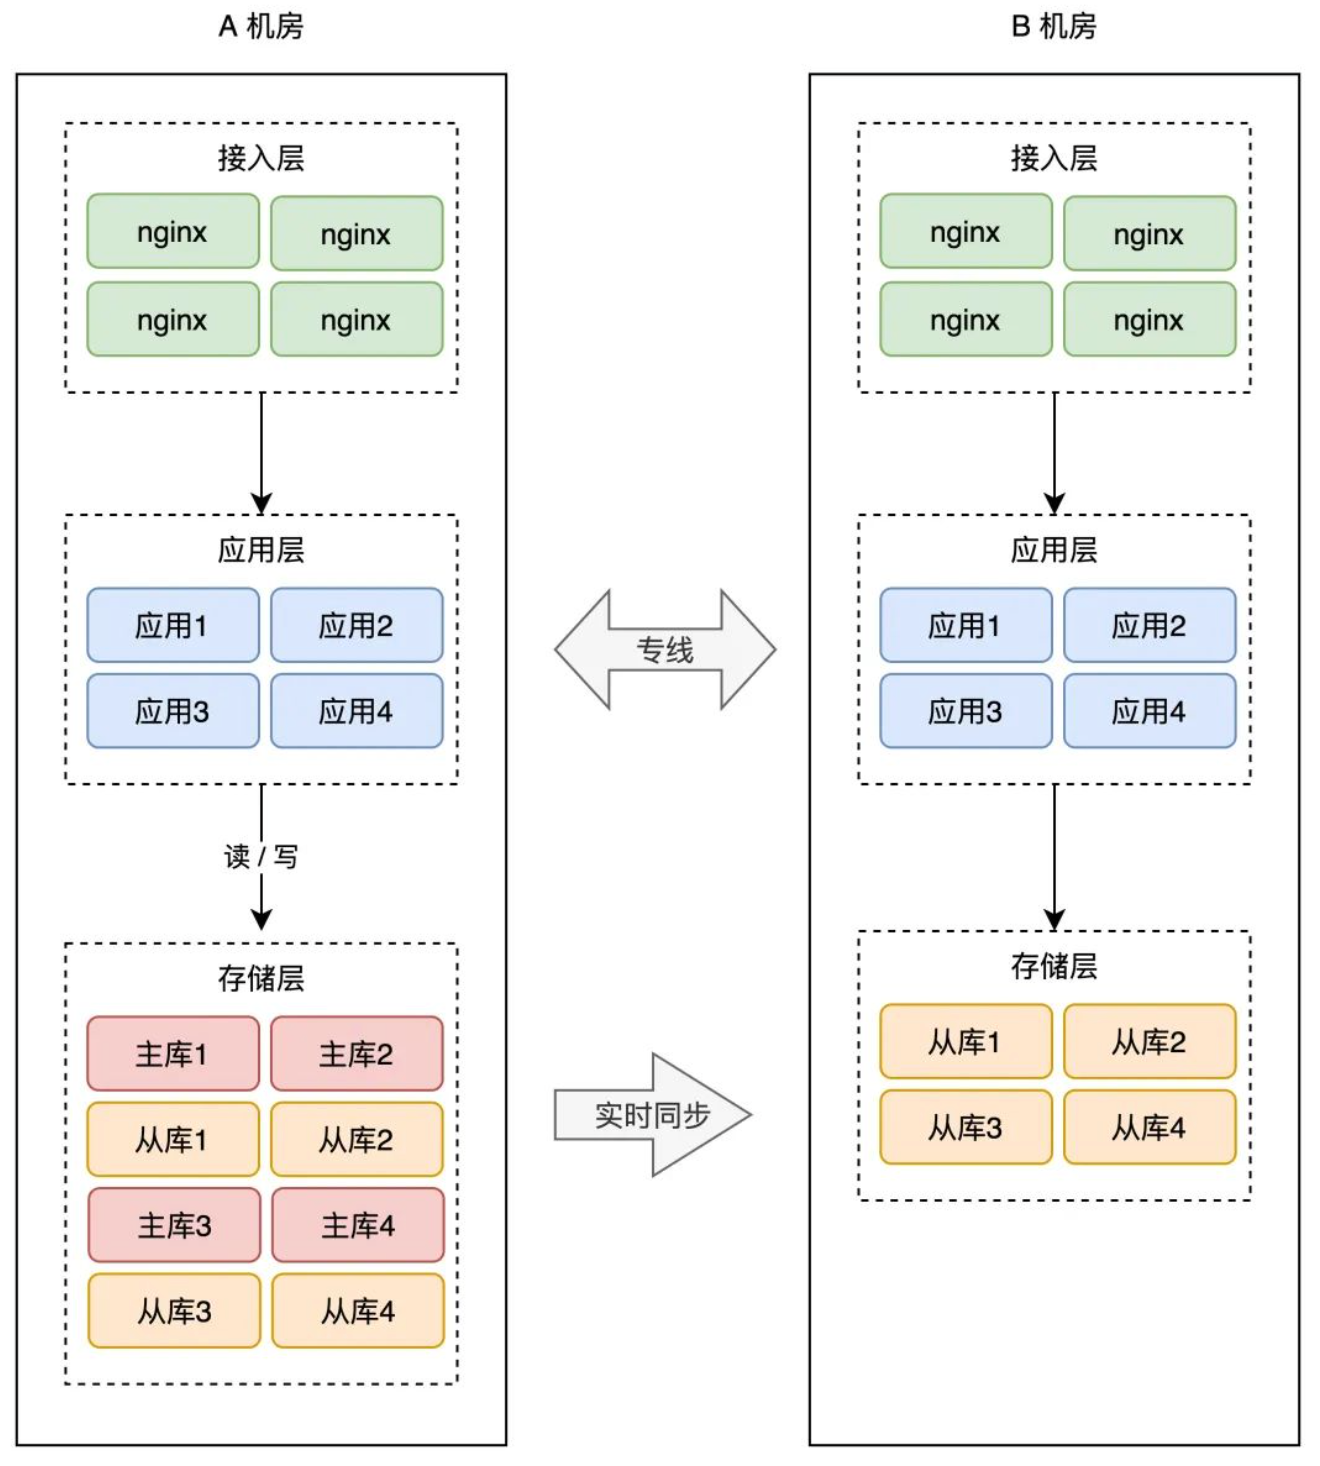 A 机房
接入层
nginx
nginx
nginx
nginx
应用层
应用1
应用2
应用3
应用4
读 / 写
存储层
主库1
主库2
从库1
从库2
主库3
主库4
从库3
从库4
专线
实时同步
B 机房
接入层
nginx
nginx
nginx
nginx
应用层
应用1
应用2
应用3
应用4
存储层
从库1
从库2
从库3
从库4